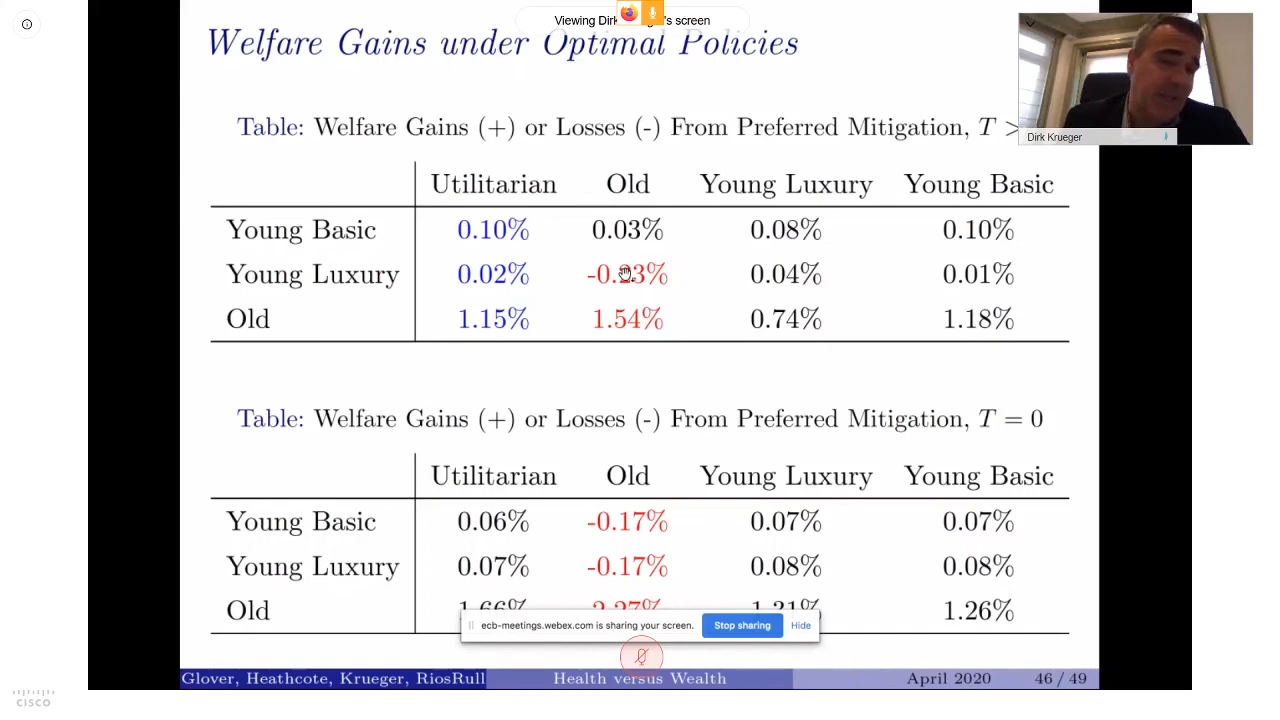 Viewing Dirk 's screen
Welfare Gains under Optimal Policies
Dirk Krueger
Table: Welfare Gains (+) or Losses (-) From Preferred Mitigation, T >
Utilitarian Old Young Luxury Young Basic
Young Basic 0.10% 0.03% 0.08% 0.10%
Young Luxury 0.02% 0.04% 0.01%
Old 1.15% 1.54% 0.74% 1.18%
Table: Welfare Gains (+) or Losses (-) From Preferred Mitigation, T = 0
Utilitarian Old Young Luxury Young Basic
Young Basic 0.06% -0.17% 0.07% 0.07%
Young Luxury 0.07% -0.17% 0.08% 0.08%
Old 1.26%
ecb-meetings.webex.com is sharing your screen. Stop sharing Hide
Glover, Heathcote, Krueger, RiosRull Health versus Wealth April 2020 46 / 49
CISCO